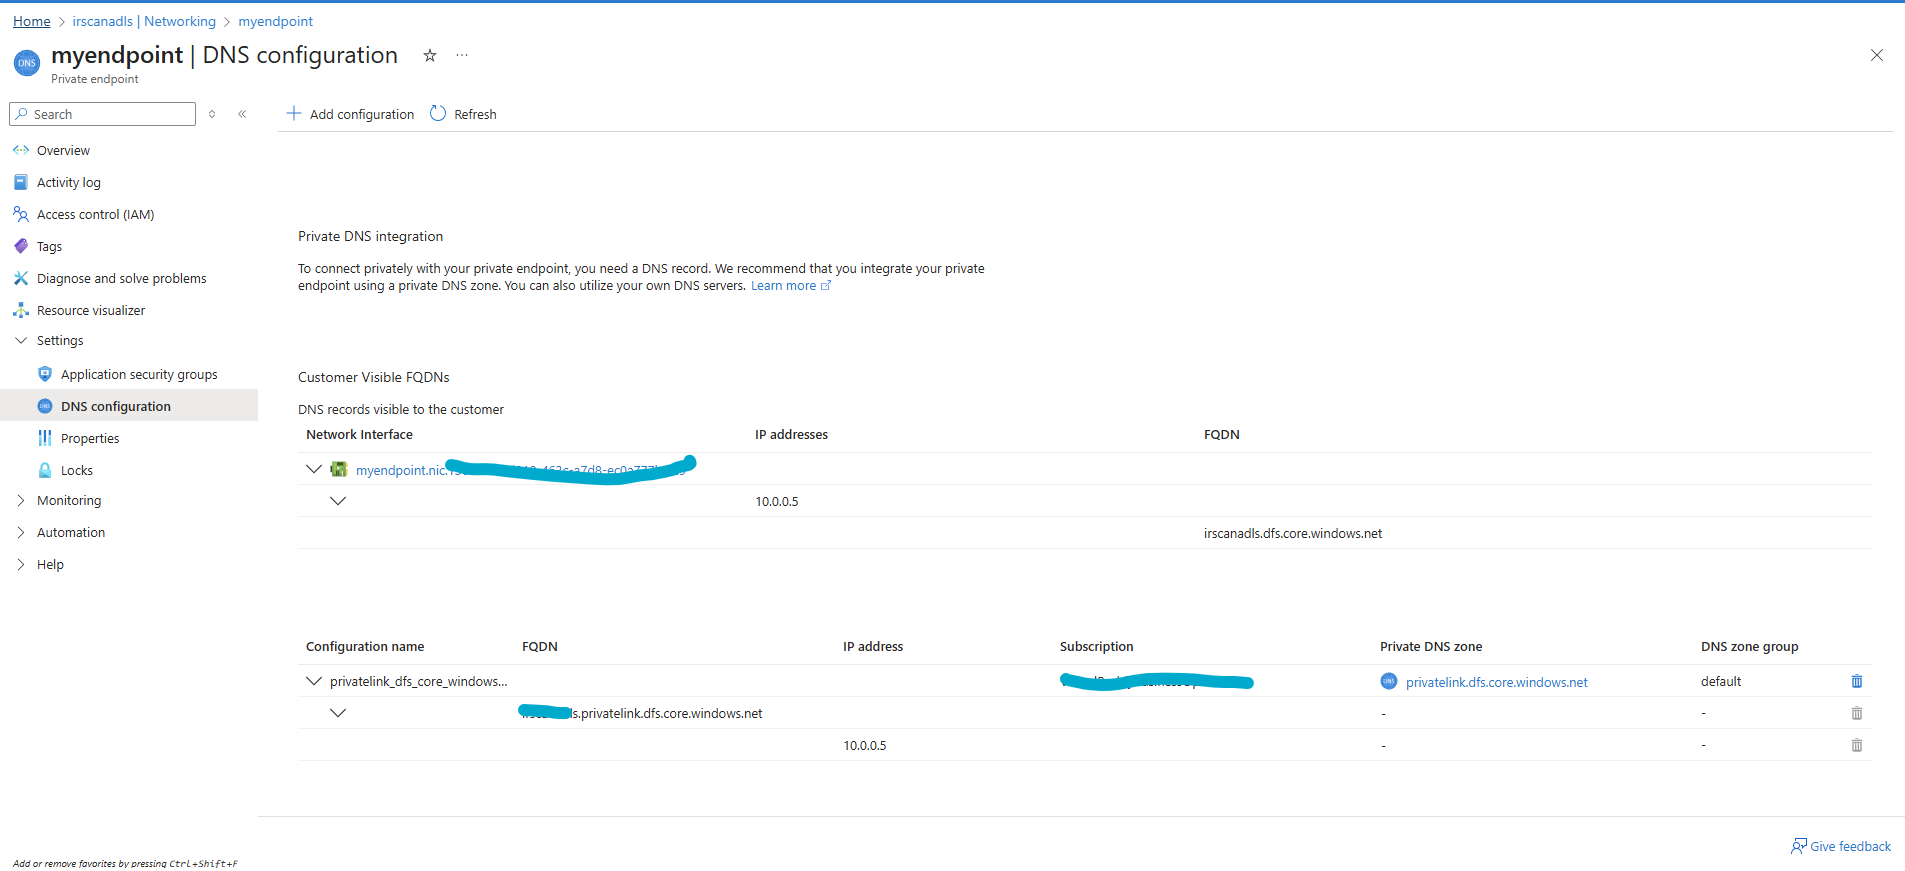 Home > irscanadls | Networking > myendpoint
DNS
myendpoint | DNS configuration
Private endpoint
Search
Add configuration
Refresh
Overview
Activity log
Access control (IAM)
Tags
Diagnose and solve problems
Resource visualizer
Settings
Application security groups
DNS configuration
Properties
Locks
Monitoring
Automation
Help
Add or remove favorites by pressing Ctrl+Shift+F
Private DNS integration
To connect privately with your private endpoint, you need a DNS record. We recommend that you integrate your private
endpoint using a private DNS zone. You can also utilize your own DNS servers. Learn more
Customer Visible FQDNs
DNS records visible to the customer
Network Interface IP addresses FQDN
myendpoint.nic.
10.0.0.5
irscanadls.dfs.core.windows.net
Configuration name FQDN IP address Subscription Private DNS zone DNS zone group
privatelink_dfs_core_windows... privatelink.dfs.core.windows.net default
s.privatelink.dfs.core.windows.net - -
10.0.0.5 - -
Give feedback